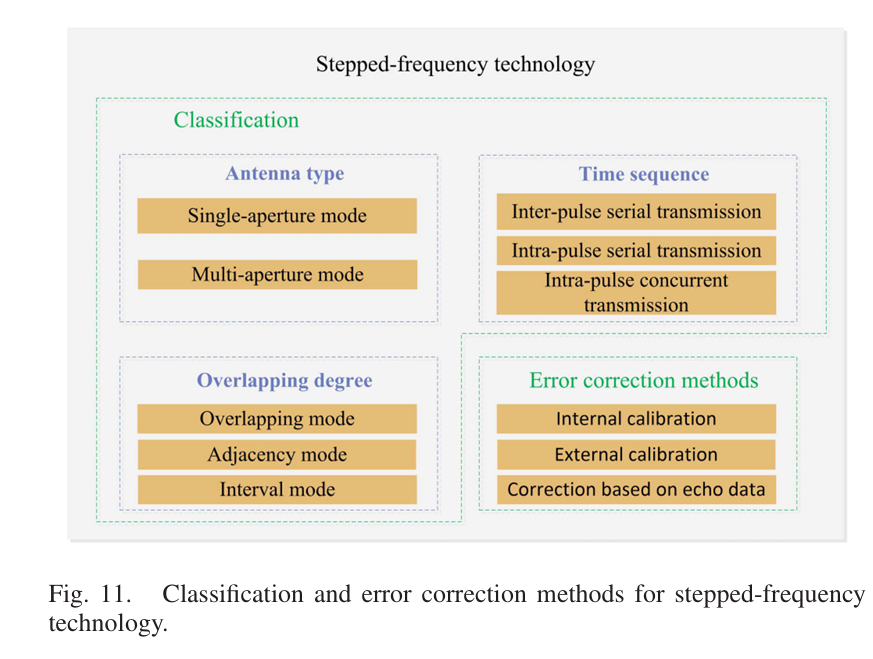 Stepped-frequency technology
Classification
Antenna type
Single-aperture mode
Multi-aperture mode
Time sequence
Inter-pulse serial transmission
Intra-pulse serial transmission
Intra-pulse concurrent
transmission
Overlapping degree
Overlapping mode
Adjacency mode
Interval mode
Error correction methods
Internal calibration
External calibration
Correction based on echo data
Fig. 11. Classification and error correction methods for stepped-frequency
technology.